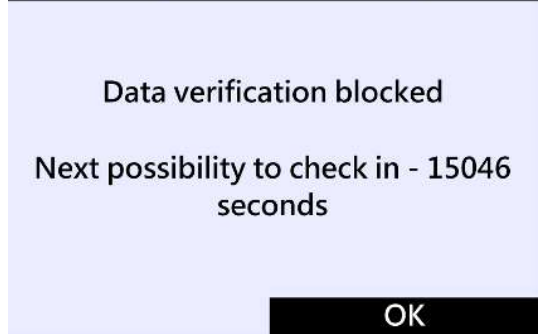 Data verification blocked
Next possibility to check in - 15046
seconds
OK